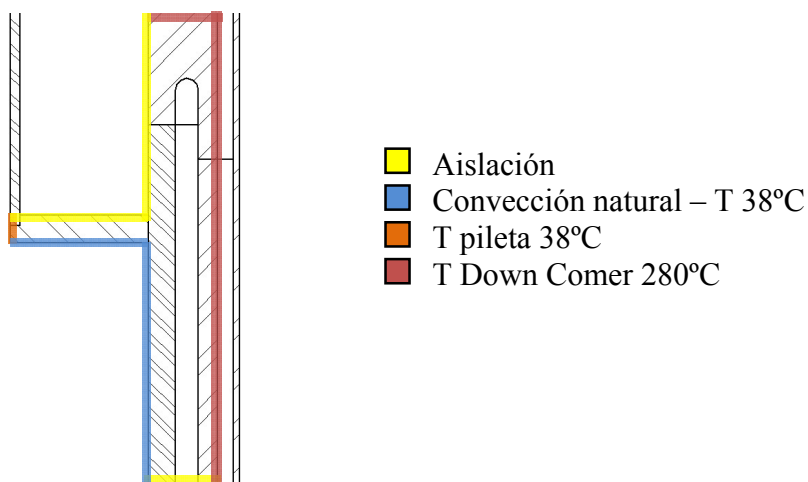 Aislación
Convección natural – T 38ºC
T pileta 38ºC
T Down Comer 280ºC